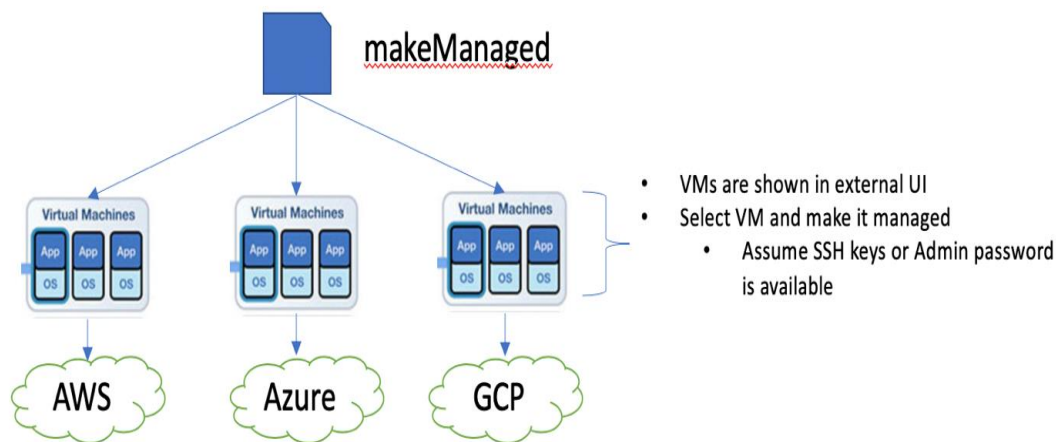 makeManaged
Virtual Machines
App App App
OS OS OS
Virtual Machines
App App App
OS OS OS
Virtual Machines
App App App
OS OS OS
• VMs are shown in external UI
• Select VM and make it managed
• Assume SSH keys or Admin password
is available
AWS
Azure
GCP